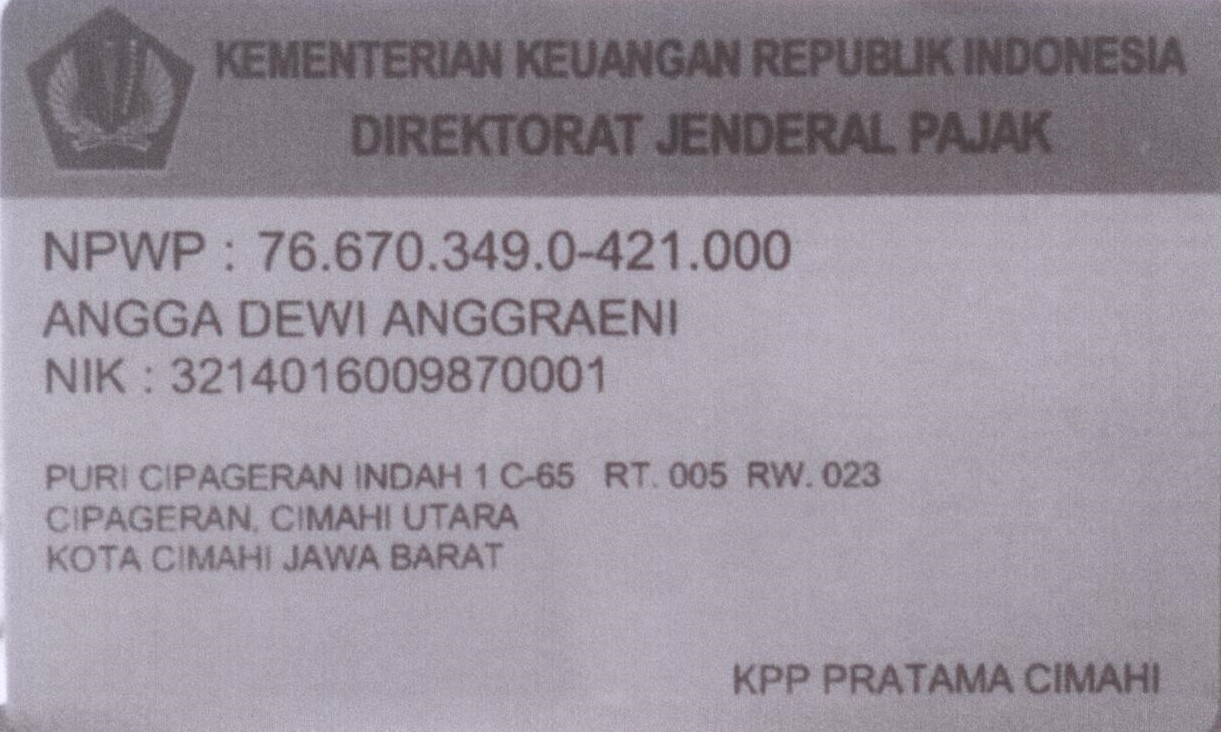 KEMENTERIAN KEUANGAN REPUBLIK INDONESIA
DIREKTORAT JENDERAL PAJAK
NPWP : 76.670.349.0-421.000
ANGGA DEWI ANGGRAENI
NIK : 3214016009870001
PURI CIPAGERAN INDAH 1 C-65 RT. 005 RW. 023
CIPAGERAN, CIMAHI UTARA
KOTA CIMAHI JAWA BARAT
KPP PRATAMA CIMAHI